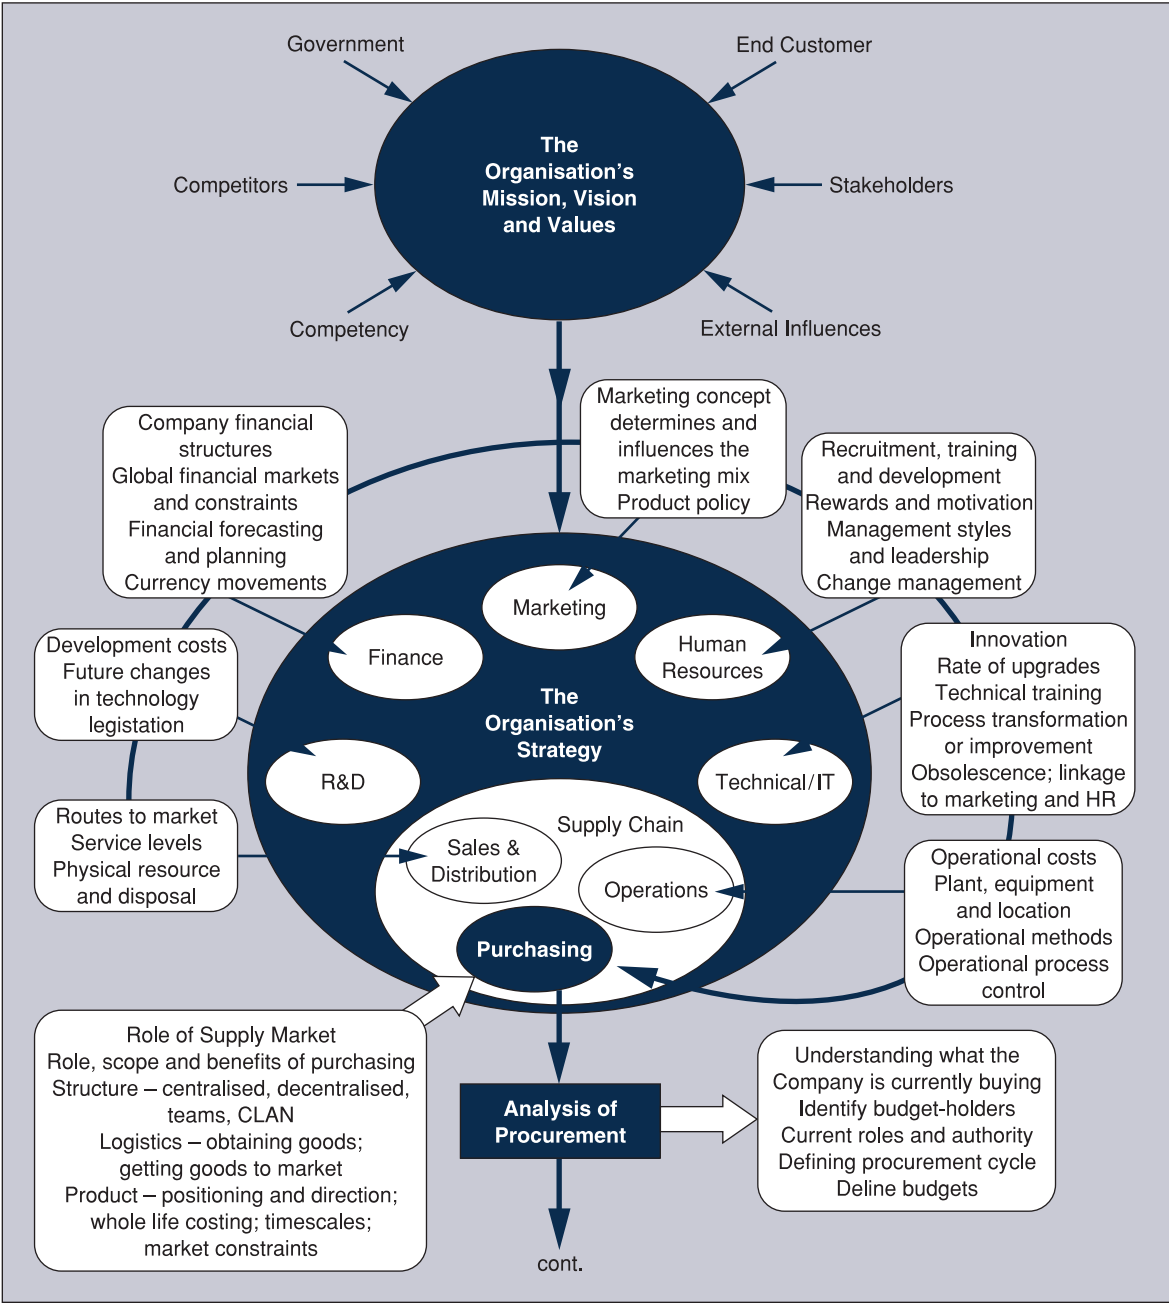 Government
End Customer
The
Organisation's
Mission, Vision
and Values
Competitors
Stakeholders
Competency
External Influences
Company financial
structures
Global financial markets
and constraints
Financial forecasting
and planning
Currency movements
Marketing concept
determines and
influences the
marketing mix
Product policy
Recruitment, training
and development
Rewards and motivation
Management styles
and leadership
Change management
Development costs
Future changes
in technology
legistation
Innovation
Rate of upgrades
Technical training
Process transformation
or improvement
Obsolescence; linkage
to marketing and HR
Marketing
Finance
Human
Resources
The
Organisation's
Strategy
R&D
Technical/IT
Routes to market
Service levels
Physical resource
and disposal
Supply Chain
Sales &
Distribution
Operations
Purchasing
Operational costs
Plant, equipment
and location
Operational methods
Operational process
control
Role of Supply Market
Role, scope and benefits of purchasing
Structure – centralised, decentralised,
teams, CLAN
Logistics – obtaining goods;
getting goods to market
Product – positioning and direction;
whole life costing; timescales;
market constraints
Analysis of
Procurement
Understanding what the
Company is currently buying
Identify budget-holders
Current roles and authority
Defining procurement cycle
Deline budgets
cont.